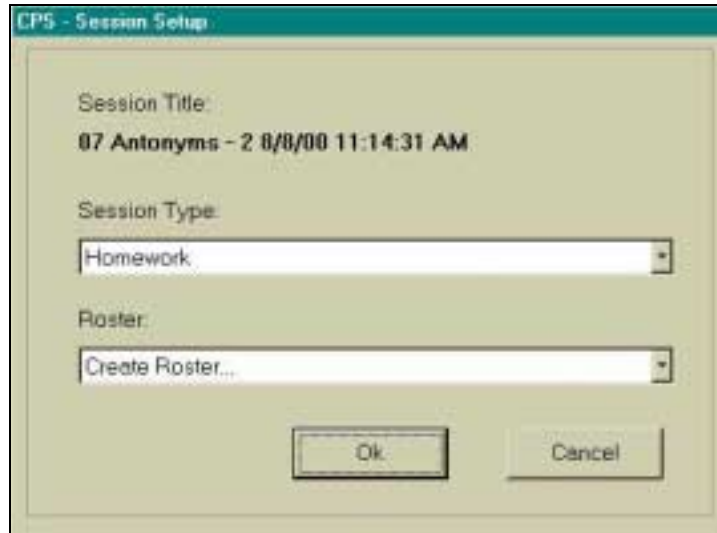 CPS - Session Setup
Session Title:
07 Antonyms - 2 8/8/00 11:14:31 AM
Session Type:
Homework
Roster:
Create Roster...
Ok Cancel